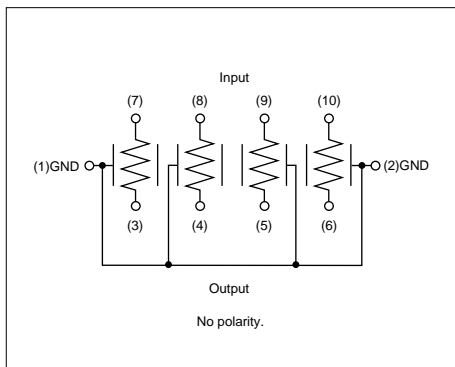 Input
(7) (8) (9) (10)
(1)GND (2)GND
(3) (4) (5) (6)
Output
No polarity.